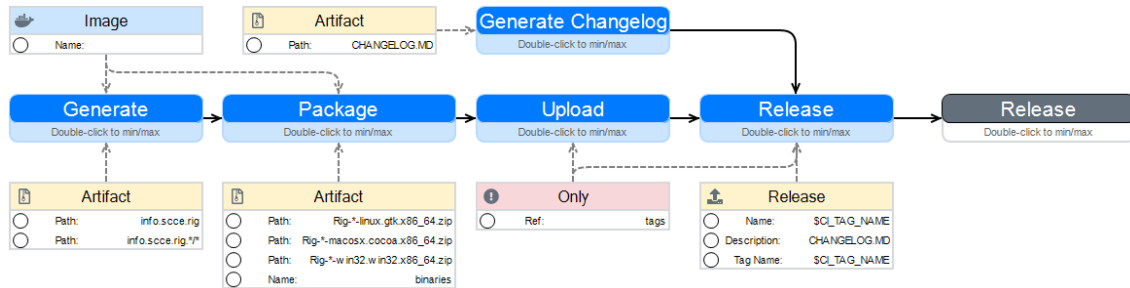 Image
Name:
Artifact
Path: CHANGELOG.MD
Generate Changelog
Double-click to min/max
Generate
Double-click to min/max
Package
Double-click to min/max
Upload
Double-click to min/max
Release
Double-click to min/max
Release
Double-click to min/max
Artifact
Path: info.scce.rig
Path: info.scce.rig.*/*
Artifact
Path: Rig-*-linux.gtk.x86_64.zip
Path: Rig-*-macosx.cocoa.x86_64.zip
Path: Rig-*-win32.win32.x86_64.zip
Name: binaries
Only
Ref: tags
Release
Name: $CI_TAG_NAME
Description: CHANGELOG.MD
Tag Name: $CI_TAG_NAME